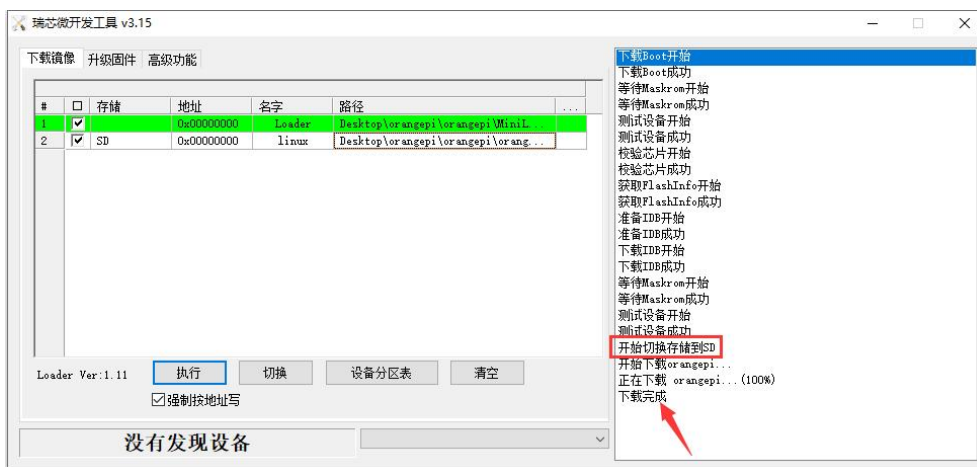 瑞芯微开发工具 v3.15
下载镜像 升级固件 高级功能
# 存储 地址 名字 路径 ...
1 0x00000000 Loader Desktop\orangepi\orangepi\MiniL...
2 SD 0x00000000 linux Desktop\orangepi\orangepi\orang...
Loader Ver:1.11 执行 切换 设备分区表 清空
强制按地址写
没有发现设备
下载Boot开始
下载Boot成功
等待Maskrom开始
等待Maskrom成功
测试设备开始
测试设备成功
校验芯片开始
校验芯片成功
获取FlashInfo开始
获取FlashInfo成功
准备IDB开始
准备IDB成功
下载IDB开始
下载IDB成功
等待Maskrom开始
等待Maskrom成功
测试设备开始
测试设备成功
开始切换存储到SD
开始下载orangepi...
正在下载 orangepi...(100%)
下载完成